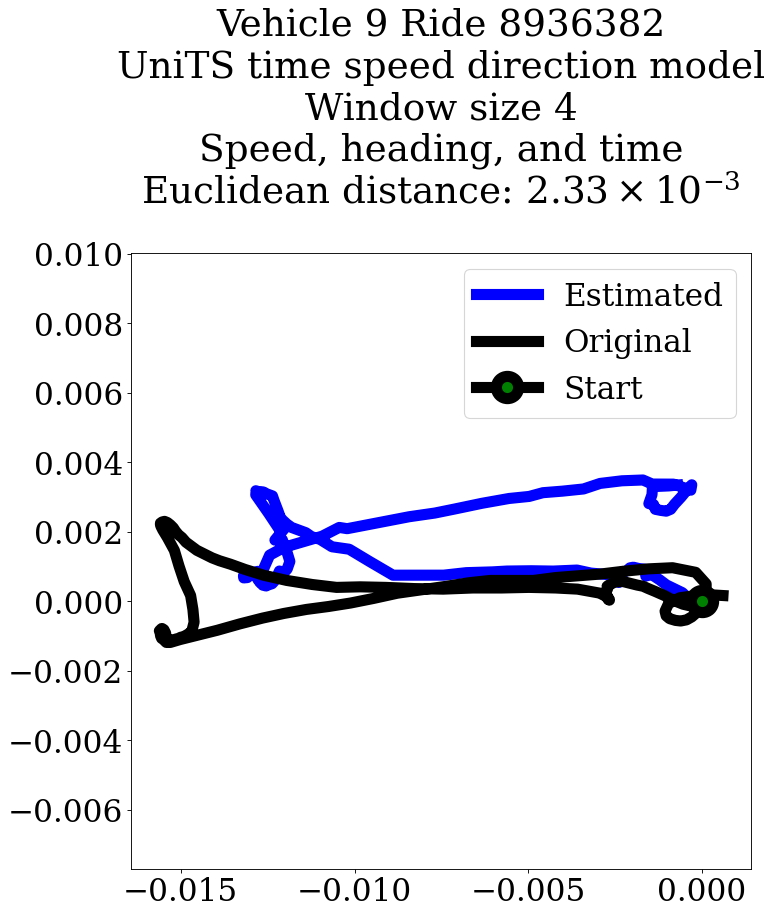 Vehicle 9 Ride 8936382
UniTS time speed direction model
Window size 4
Speed, heading, and time
Euclidean distance: 2.33 × 10⁻³
0.010
0.008
0.006
0.004
0.002
0.000
−0.002
−0.004
−0.006
Estimated
Original
Start
−0.015
−0.010
−0.005
0.000